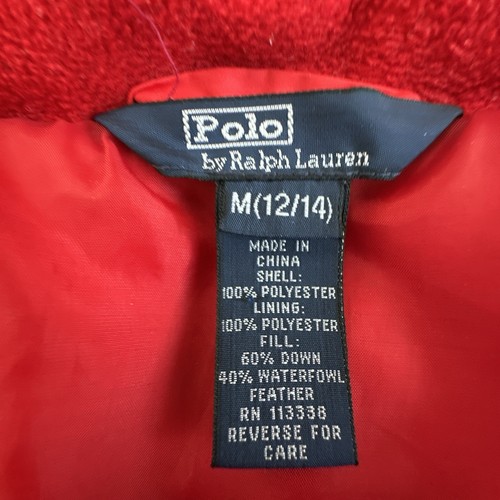 Polo
by Ralph Lauren
M(12/14)
MADE IN
CHINA
SHELL:
100% POLYESTER
LINING:
100% POLYESTER
FILL:
60% DOWN
40% WATERFOWL
FEATHER
RN 113338
REVERSE FOR
CARE